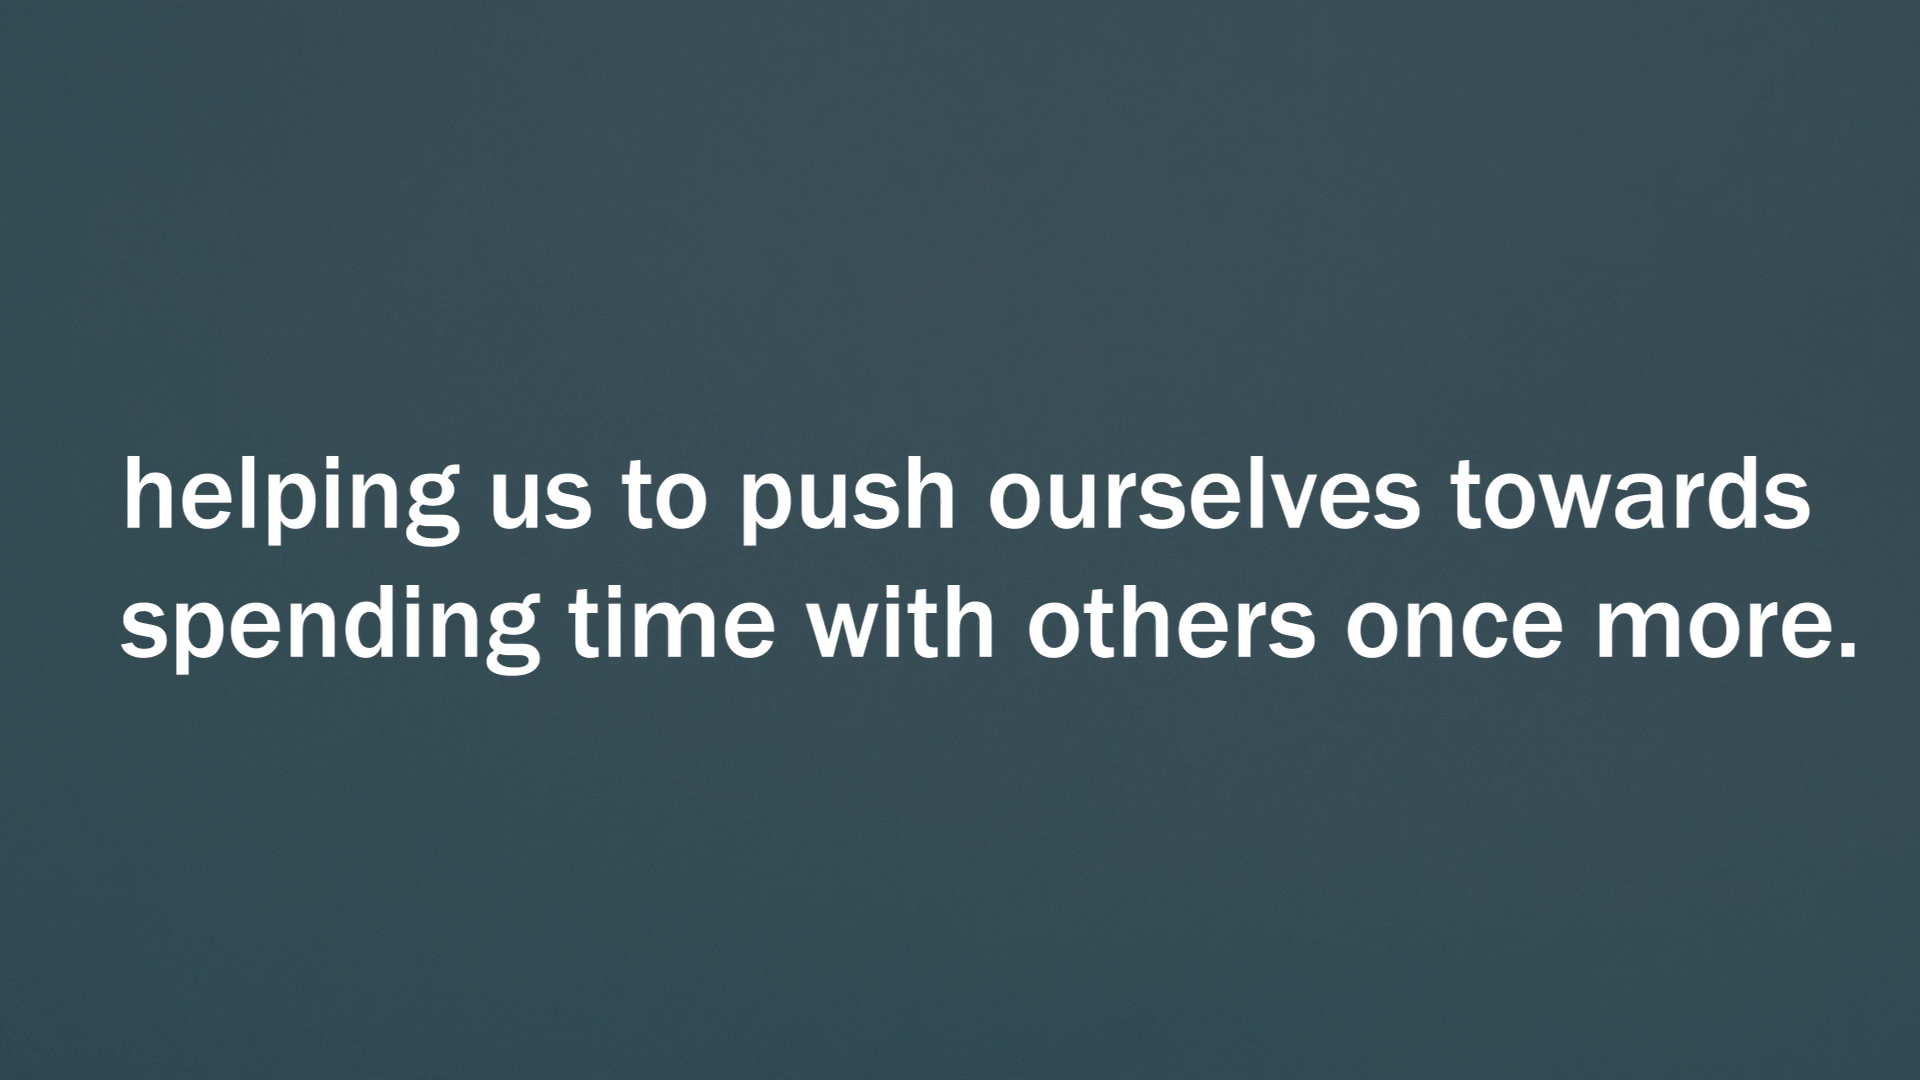 helping us to push ourselves towards
spending time with others once more.